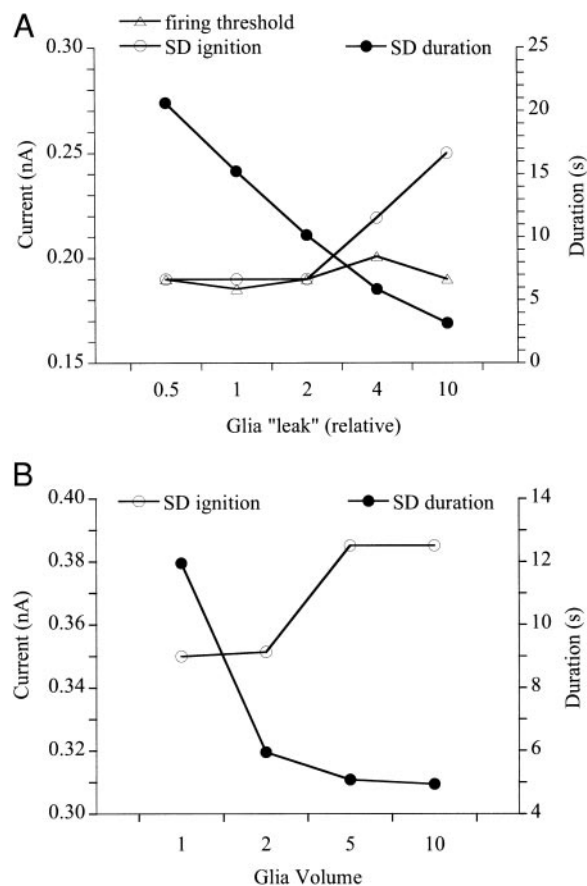 A
firing threshold
SD ignition
SD duration
0.30
0.25
0.20
0.15
Current (nA)
25
20
15
10
5
0
Duration (s)
0.5 1 2 4 10
Glia "leak" (relative)
B
SD ignition
SD duration
0.40
0.38
0.36
0.34
0.32
0.30
Current (nA)
14
12
10
8
6
4
Duration (s)
1 2 5 10
Glia Volume